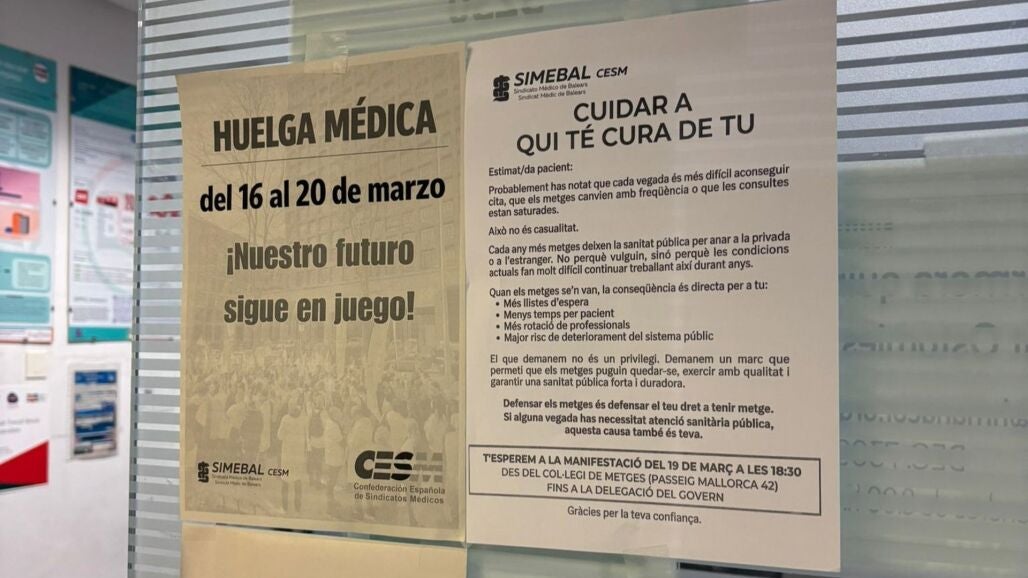 HUELGA MÉDICA
del 16 al 20 de marzo
¡Nuestro futuro
sigue en juego!
SIMEBAL CESM
Sindicato Médico de Balears
Sindicat Mèdic de Balears
CESM
Confederación Española
de Sindicatos Médicos
SIMEBAL CESM
Sindicato Médico de Balears
Sindicat Mèdic de Balears
CUIDAR A
QUI TÉ CURA DE TU
Estimat/da pacient:
Probablement has notat que cada vegada és més difícil aconseguir
cita, que els metges canvien amb freqüència o que les consultes
estan saturades.
Això no és casualitat.
Cada any més metges deixen la sanitat pública per anar a la privada
o a l'estranger. No perquè vulguin, sinó perquè les condicions
actuals fan molt difícil continuar treballant així durant anys.
Quan els metges se'n van, la conseqüència és directa per a tu:
• Més llistes d'espera
• Menys temps per pacient
• Més rotació de professionals
• Major risc de deteriorament del sistema públic
El que demanem no és un privilegi. Demanem un marc que
permeti que els metges puguin quedar-se, exercir amb qualitat i
garantir una sanitat pública forta i duradora.
Defensar els metges és defensar el teu dret a tenir metge.
Si alguna vegada has necessitat atenció sanitària pública,
aquesta causa també és teva.
T'ESPEREM A LA MANIFESTACIÓ DEL 19 DE MARÇ A LES 18:30
DES DEL COL·LEGI DE METGES (PASSEIG MALLORCA 42)
FINS A LA DELEGACIÓ DEL GOVERN
Gràcies per la teva confiança.